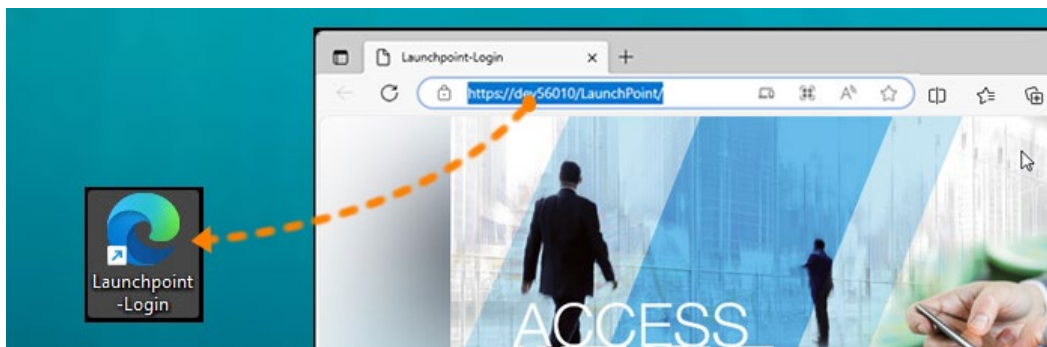 Launchpoint-Login
https://dev56010/LaunchPoint/
Launchpoint
-Login
ACCESS